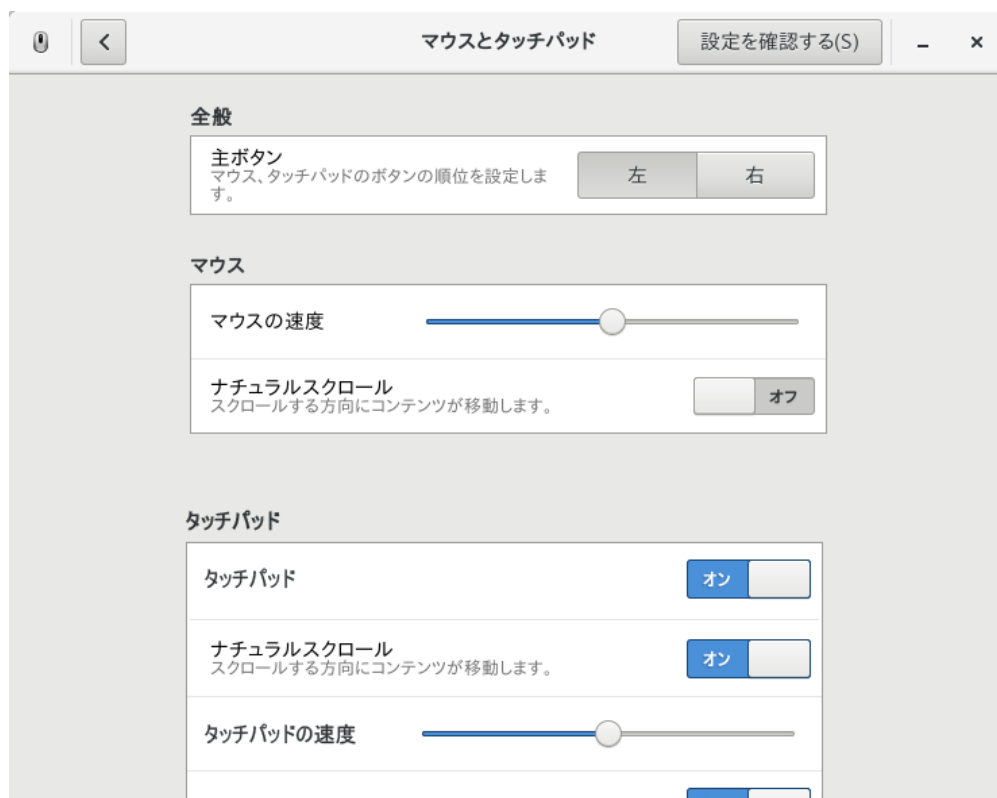 マウスとタッチパッド
設定を確認する(S)
全般
主ボタン
マウス、タッチパッドのボタンの順位を設定しま
す。
左
右
マウス
マウスの速度
ナチュラルスクロール
スクロールする方向にコンテンツが移動します。
オフ
タッチパッド
タッチパッド
オン
ナチュラルスクロール
スクロールする方向にコンテンツが移動します。
オン
タッチパッドの速度